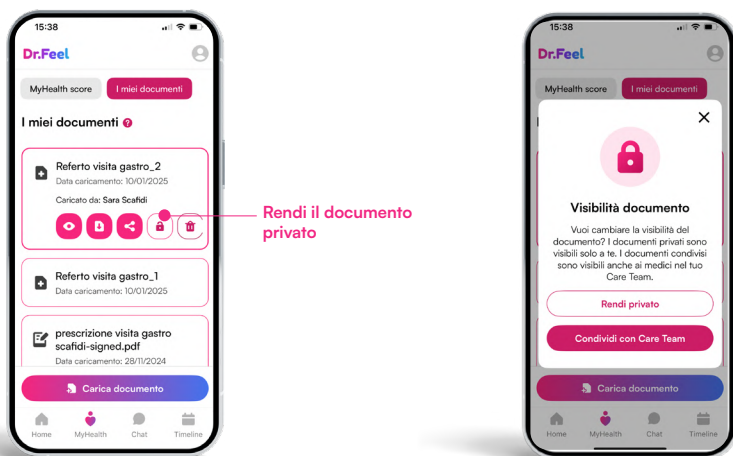 15:38
Dr.Feel
MyHealth score
I miei documenti
I miei documenti
Referto visita gastro_2
Data caricamento: 10/01/2025
Caricato da: Sara Scafidi
Referto visita gastro_1
Data caricamento: 10/01/2025
prescrizione visita gastro
scafidi-signed.pdf
Data caricamento: 28/11/2024
Carica documento
Home
MyHealth
Chat
Timeline
Rendi il documento
privato
15:38
Dr.Feel
MyHealth score
I miei documenti
Visibilità documento
Vuoi cambiare la visibilità del
documento? I documenti privati sono
visibili solo a te. I documenti condivisi
sono visibili anche ai medici nel tuo
Care Team.
Rendi privato
Condividi con Care Team
Carica documento
Home
MyHealth
Chat
Timeline